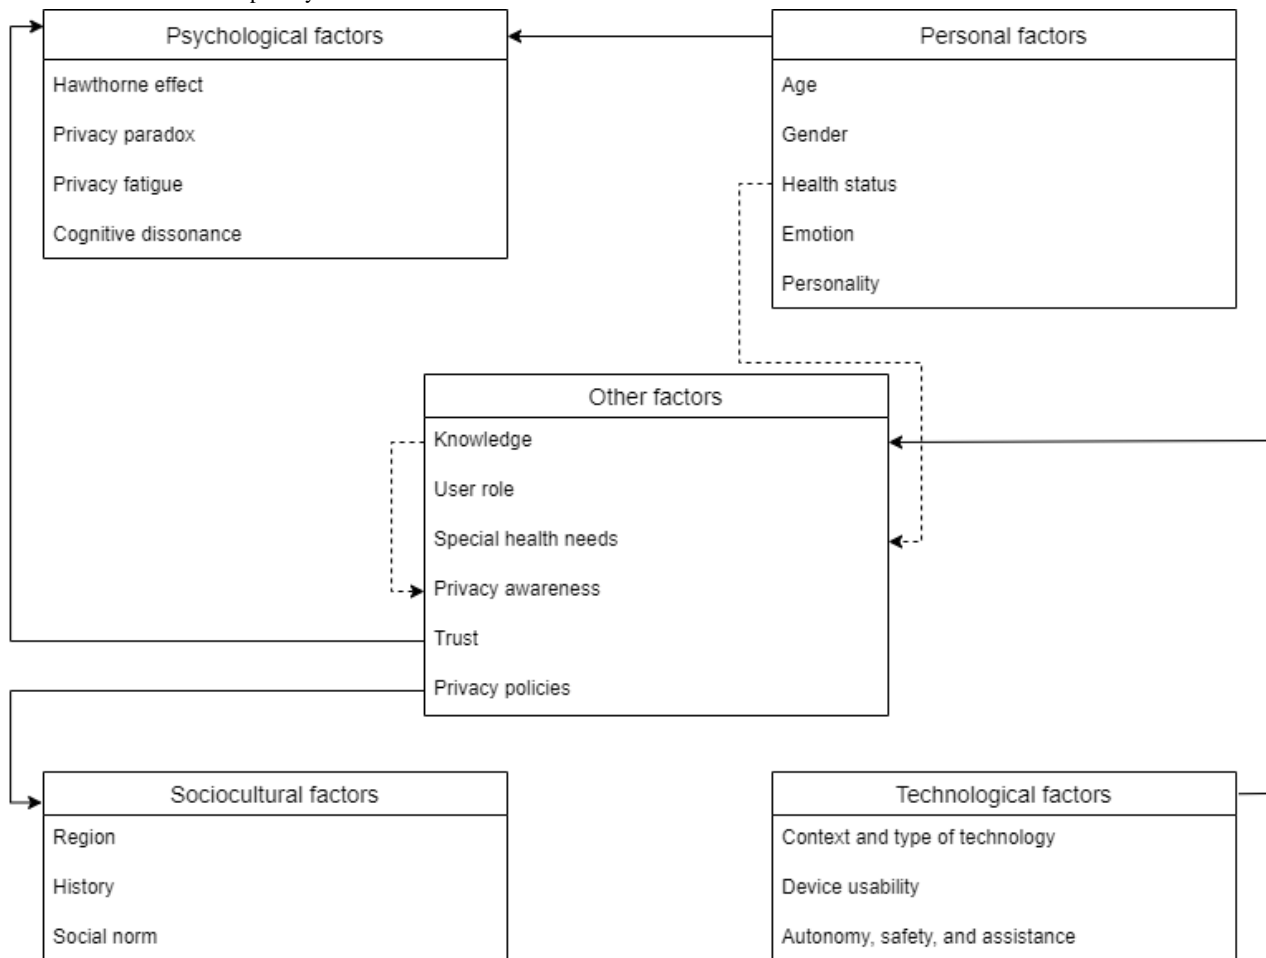 Psychological factors
Hawthorne effect
Privacy paradox
Privacy fatigue
Cognitive dissonance
Personal factors
Age
Gender
Health status
Emotion
Personality
Other factors
Knowledge
User role
Special health needs
Privacy awareness
Trust
Privacy policies
Sociocultural factors
Region
History
Social norm
Technological factors
Context and type of technology
Device usability
Autonomy, safety, and assistance